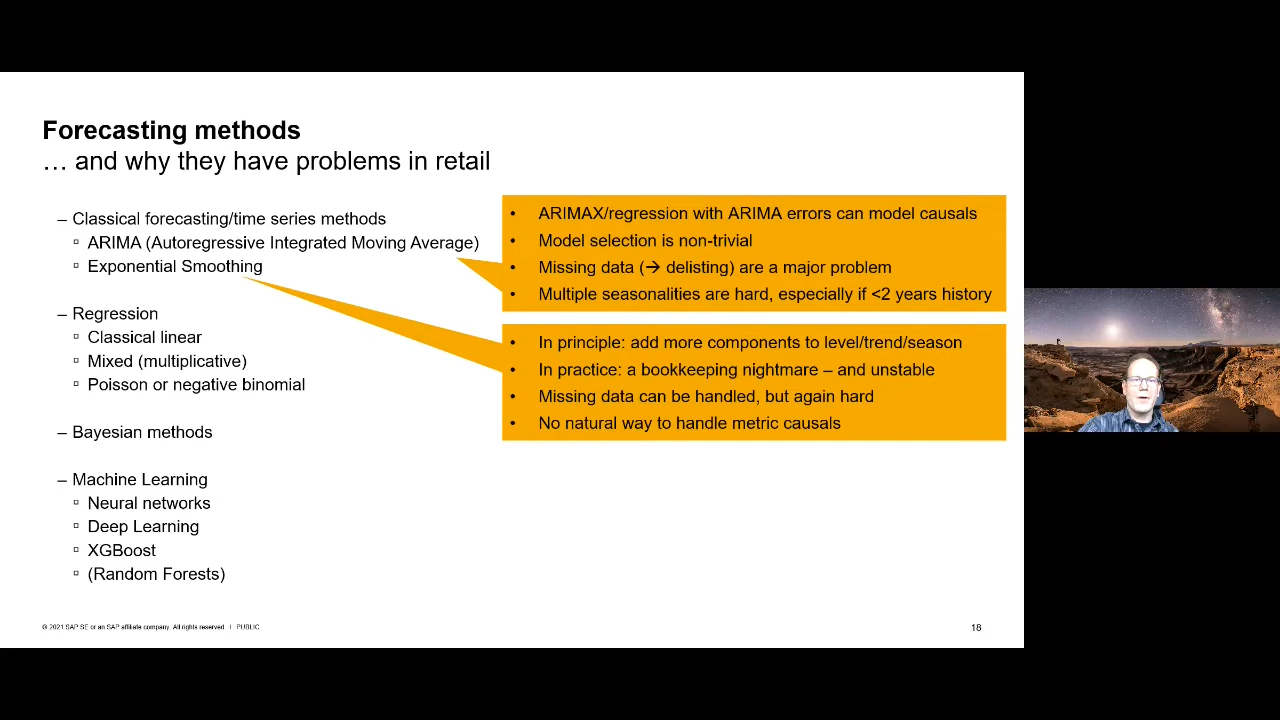 Forecasting methods
… and why they have problems in retail
– Classical forecasting/time series methods
▫ ARIMA (Autoregressive Integrated Moving Average)
▫ Exponential Smoothing
– Regression
▫ Classical linear
▫ Mixed (multiplicative)
▫ Poisson or negative binomial
– Bayesian methods
– Machine Learning
▫ Neural networks
▫ Deep Learning
▫ XGBoost
▫ (Random Forests)
• ARIMAX/regression with ARIMA errors can model causals
• Model selection is non-trivial
• Missing data (→ delisting) are a major problem
• Multiple seasonalities are hard, especially if <2 years history
• In principle: add more components to level/trend/season
• In practice: a bookkeeping nightmare – and unstable
• Missing data can be handled, but again hard
• No natural way to handle metric causals
© 2021 SAP SE or an SAP affiliate company. All rights reserved. I PUBLIC
18